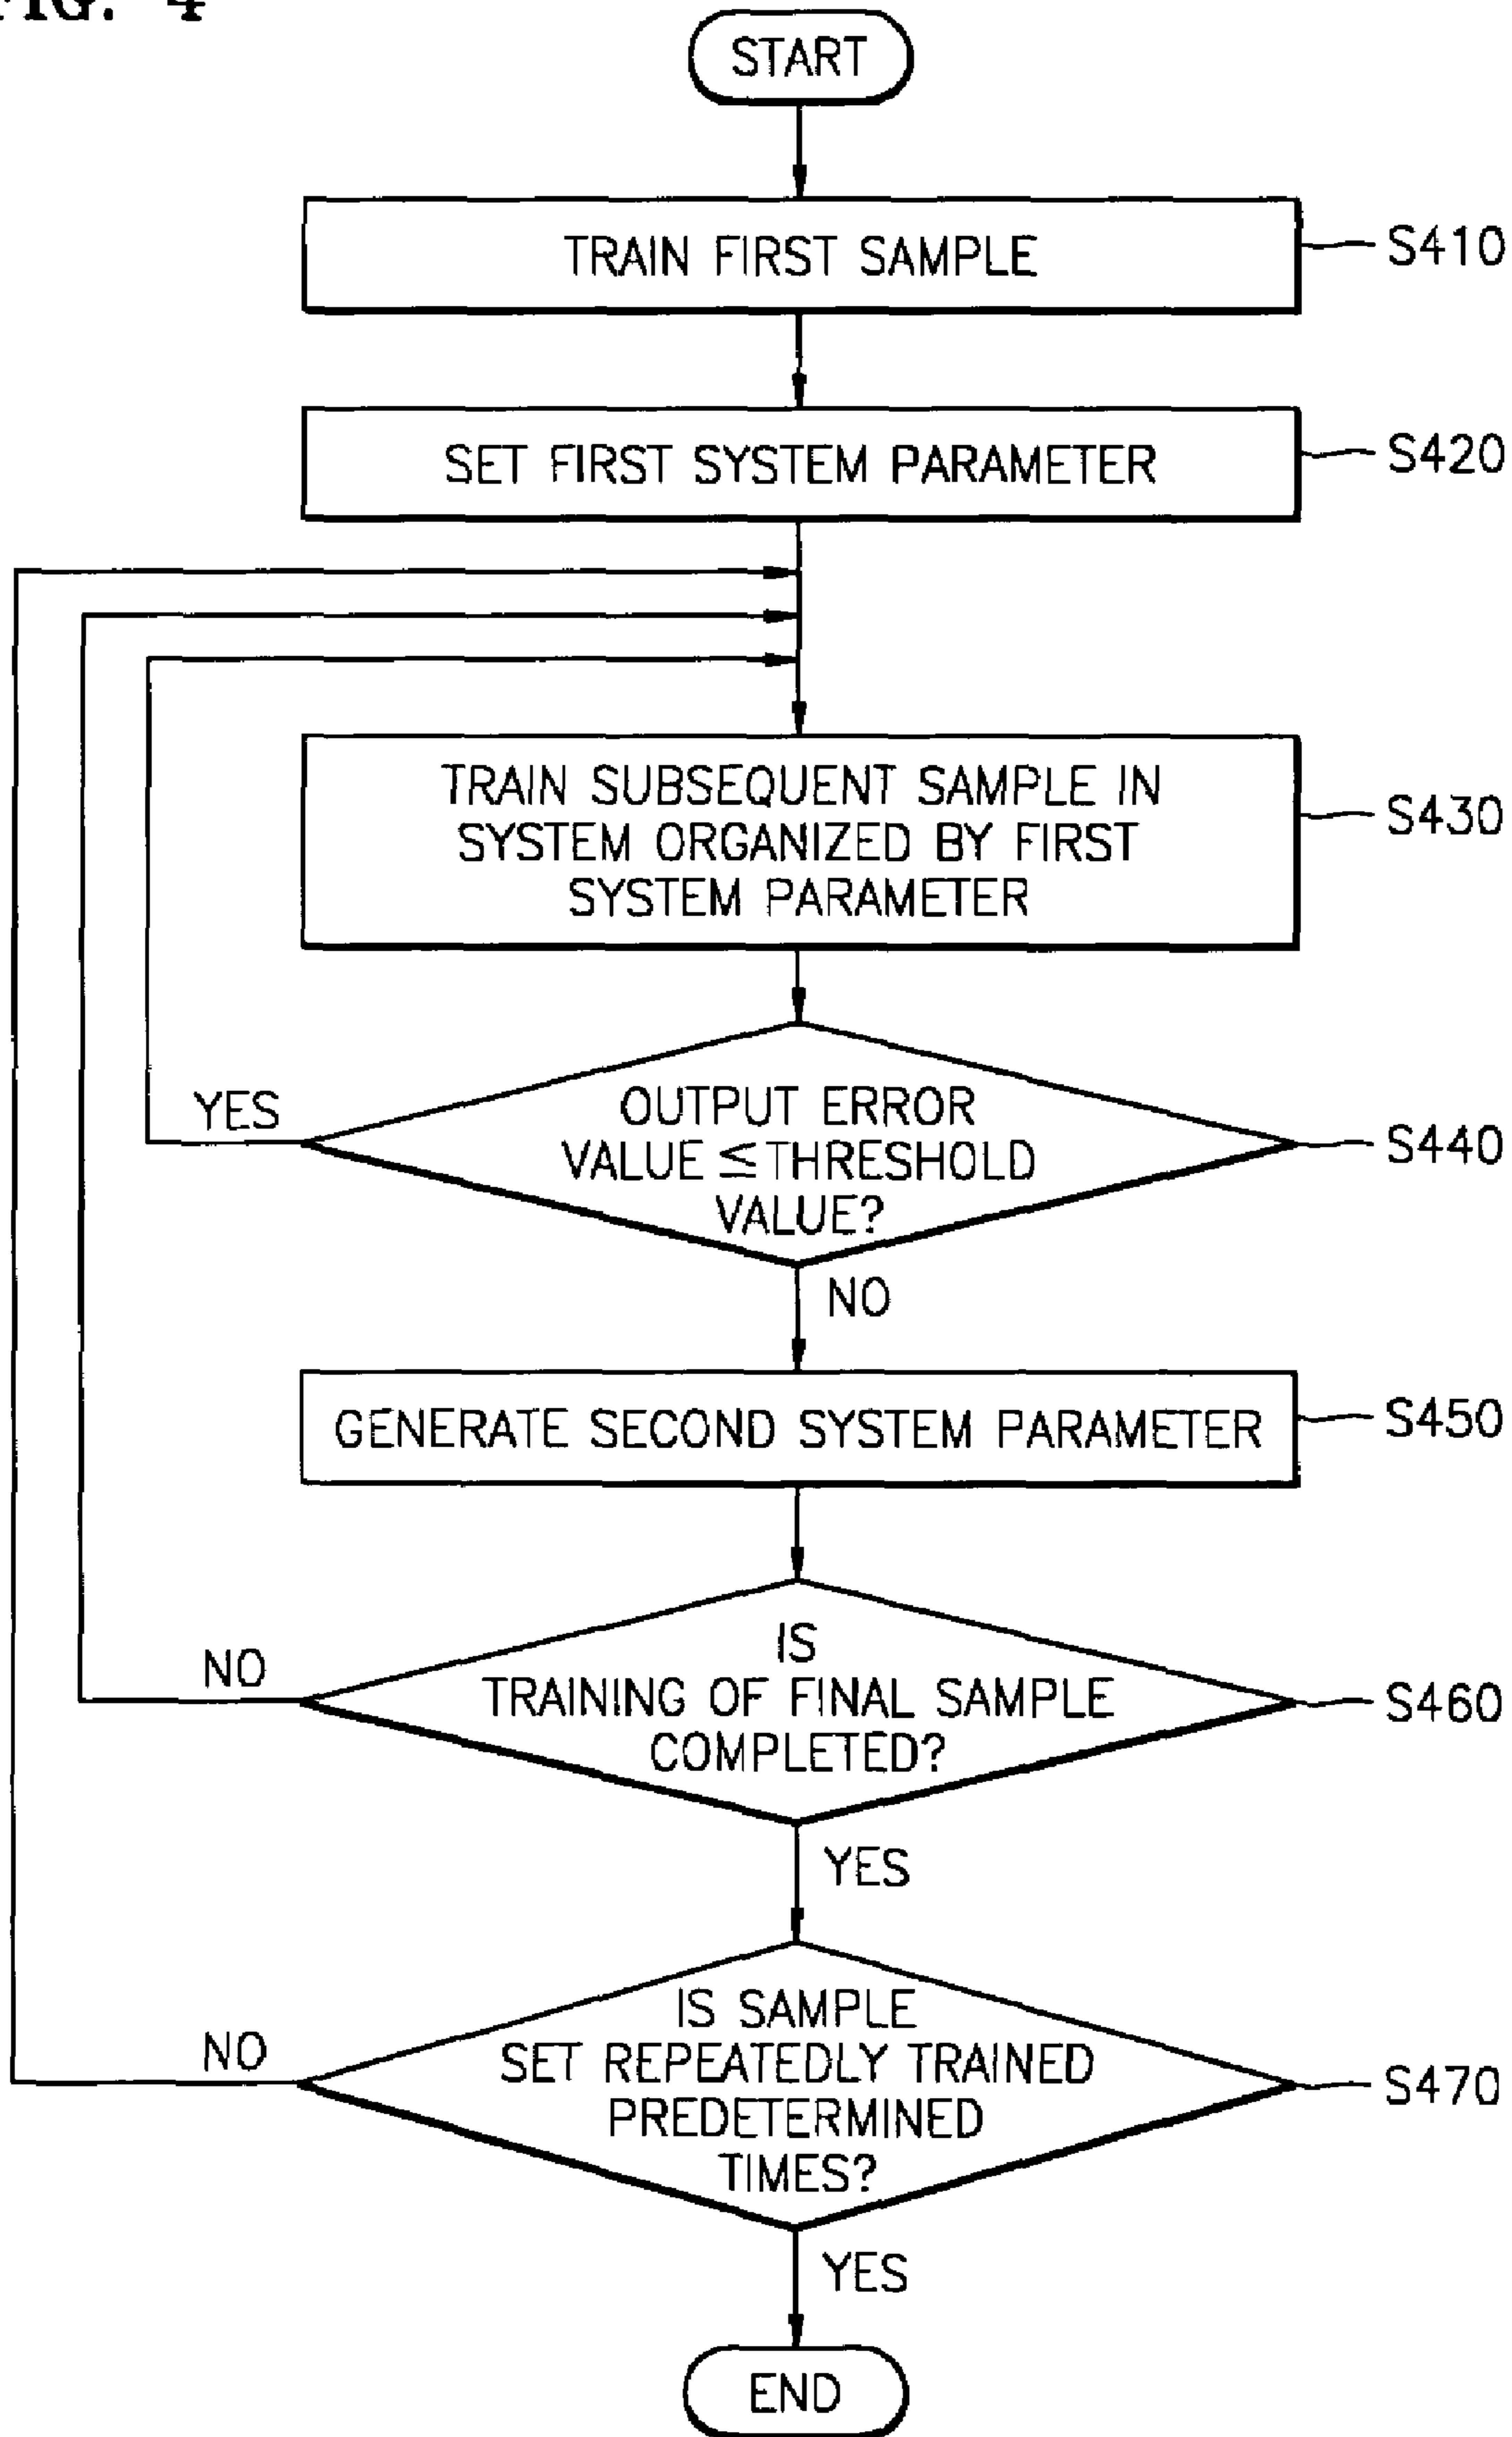 FIG. 4
START
TRAIN FIRST SAMPLE
S410
SET FIRST SYSTEM PARAMETER
S420
TRAIN SUBSEQUENT SAMPLE IN
SYSTEM ORGANIZED BY FIRST
SYSTEM PARAMETER
S430
YES
OUTPUT ERROR
VALUE ≦ THRESHOLD
VALUE?
S440
NO
GENERATE SECOND SYSTEM PARAMETER
S450
NO
IS
TRAINING OF FINAL SAMPLE
COMPLETED?
S460
YES
NO
IS SAMPLE
SET REPEATEDLY TRAINED
PREDETERMINED
TIMES?
S470
YES
END